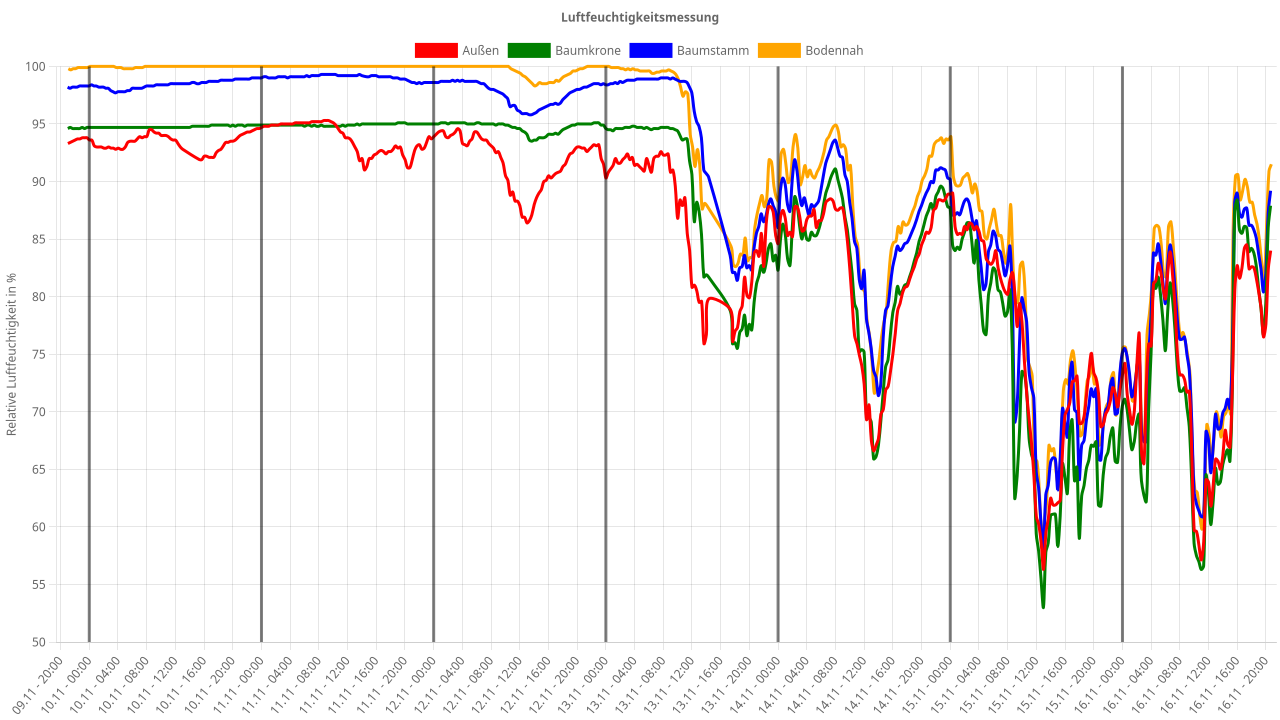 Luftfeuchtigkeitsmessung
Außen
Baumkrone
Baumstamm
Bodennah
Relative Luftfeuchtigkeit in %
100
95
90
85
80
75
70
65
60
55
50
09.11 - 20:00
10.11 - 00:00
10.11 - 04:00
10.11 - 08:00
10.11 - 12:00
10.11 - 16:00
10.11 - 20:00
11.11 - 00:00
11.11 - 04:00
11.11 - 08:00
11.11 - 12:00
11.11 - 16:00
11.11 - 20:00
12.11 - 00:00
12.11 - 04:00
12.11 - 08:00
12.11 - 12:00
12.11 - 16:00
12.11 - 20:00
13.11 - 00:00
13.11 - 04:00
13.11 - 08:00
13.11 - 12:00
13.11 - 16:00
13.11 - 20:00
14.11 - 00:00
14.11 - 04:00
14.11 - 08:00
14.11 - 12:00
14.11 - 16:00
14.11 - 20:00
15.11 - 00:00
15.11 - 04:00
15.11 - 08:00
15.11 - 12:00
15.11 - 16:00
15.11 - 20:00
16.11 - 00:00
16.11 - 04:00
16.11 - 08:00
16.11 - 12:00
16.11 - 16:00
16.11 - 20:00